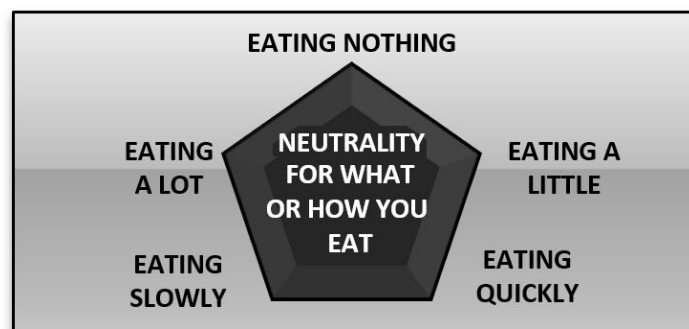 EATING NOTHING
EATING
A LOT
NEUTRALITY
FOR WHAT
OR HOW YOU
EAT
EATING A
LITTLE
EATING
SLOWLY
EATING
QUICKLY